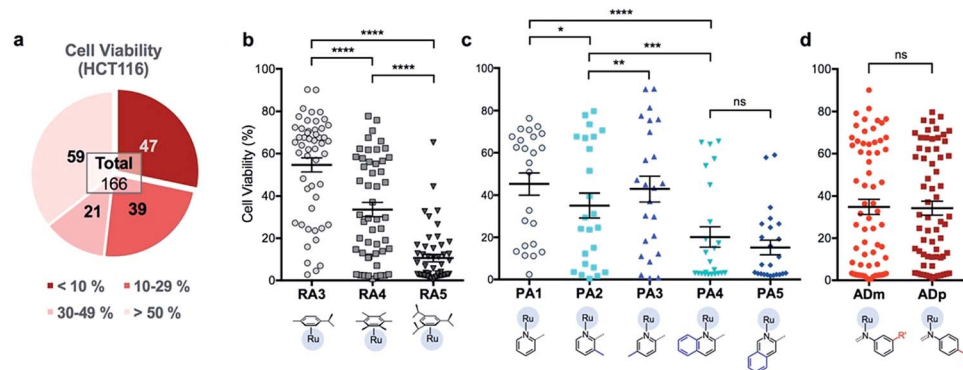 a
Cell Viability
(HCT116)
47
59
Total
166
21
39
< 10 %
10-29 %
30-49 %
> 50 %
b
****
****
****
Cell Viability (%)
100
80
60
40
20
0
RA3
RA4
RA5
Ru
Ru
Ru
c
****
*
***
**
ns
100
80
60
40
20
0
PA1
PA2
PA3
PA4
PA5
Ru
Ru
Ru
Ru
Ru
N
N
N
N
N
d
ns
100
80
60
40
20
0
ADm
ADp
Ru
Ru
N
R'
N